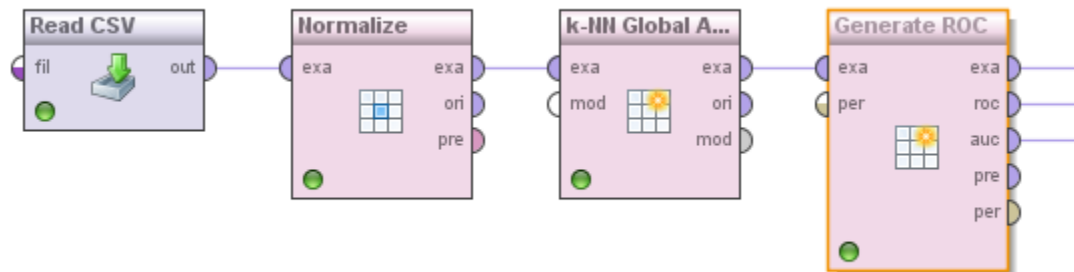 Read CSV
fil out
Normalize
exa exa
ori
pre
k-NN Global A...
exa exa
mod ori
mod
Generate ROC
exa exa
per roc
auc
pre
per